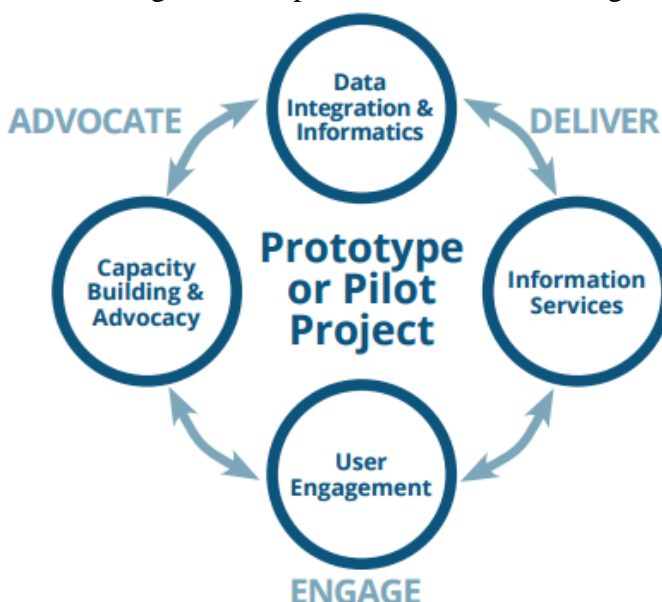 Data
Integration &
Informatics
ADVOCATE
DELIVER
Capacity
Building &
Advocacy
Prototype
or Pilot
Project
Information
Services
User
Engagement
ENGAGE